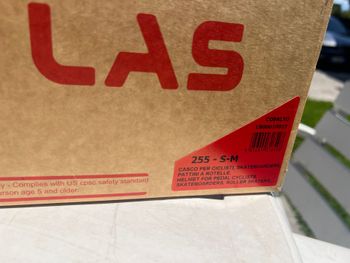 LAS
255 - S-M
CASCO PER CICLISTI, SKATEBOARDERS,
PATTINI A ROTELLE.
HELMET FOR PEDAL CYCLISTS,
SKATEBOARDERS, ROLLER SKATERS.
y - Complies with US cpsc safety standard
erson age 5 and older.